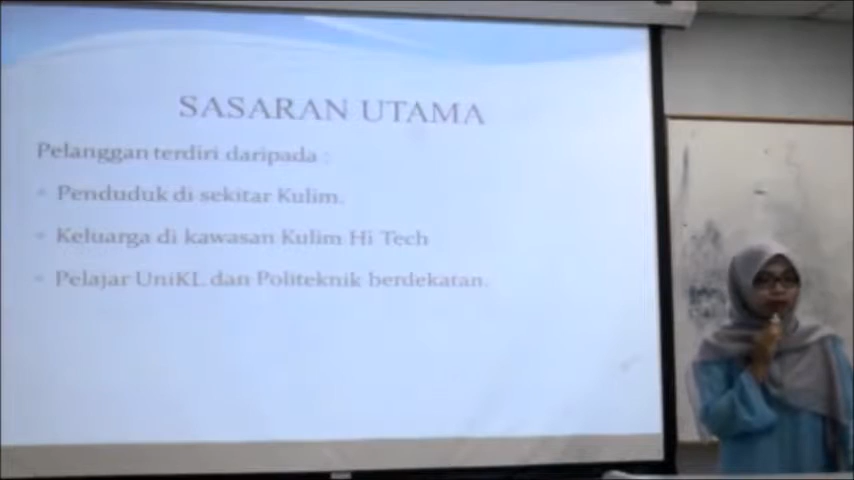 SASARAN UTAMA
Pelanggan terdiri daripada :
Penduduk di sekitar Kulim.
Keluarga di kawasan Kulim Hi Tech
Pelajar UniKL dan Politeknik berdekatan.